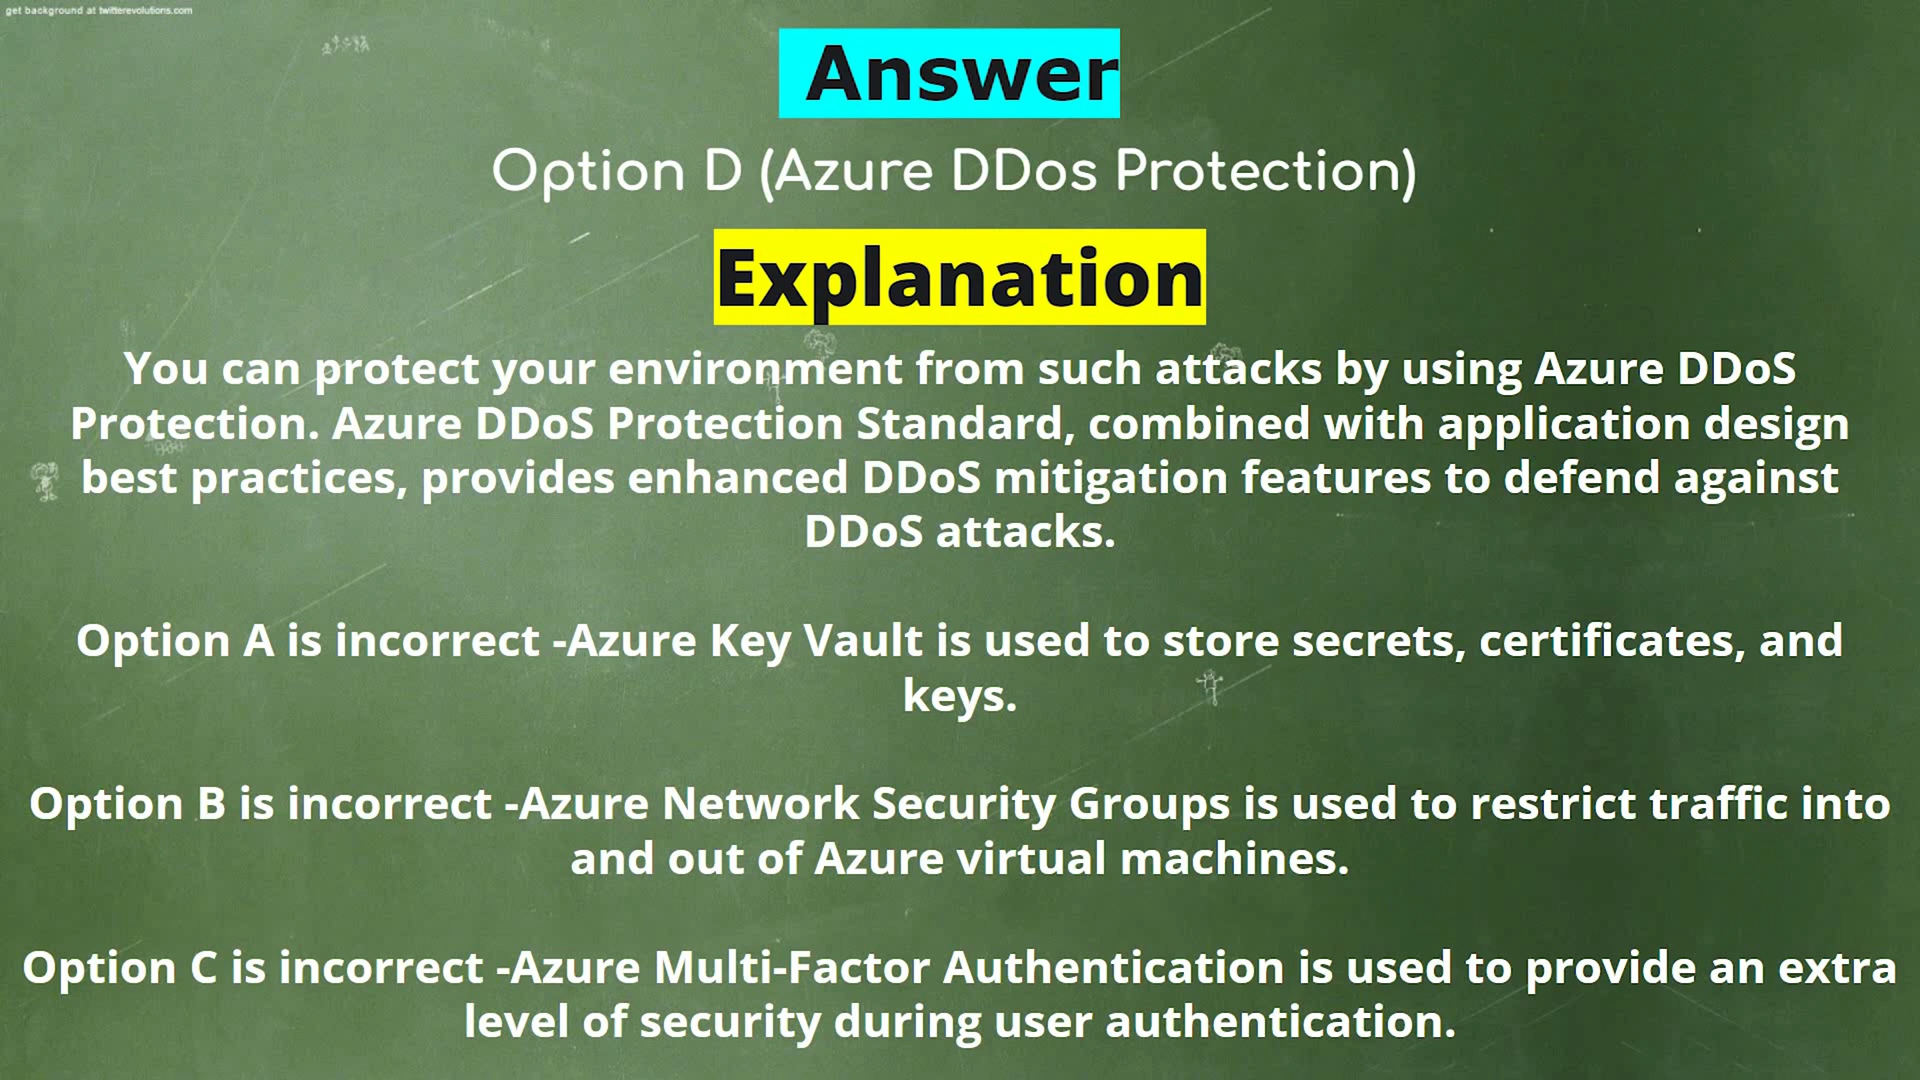 get background at twitterevolutions.com
Answer
Option D (Azure DDos Protection)
Explanation
You can protect your environment from such attacks by using Azure DDoS
Protection. Azure DDoS Protection Standard, combined with application design
best practices, provides enhanced DDoS mitigation features to defend against
DDoS attacks.
Option A is incorrect -Azure Key Vault is used to store secrets, certificates, and
keys.
Option B is incorrect -Azure Network Security Groups is used to restrict traffic into
and out of Azure virtual machines.
Option C is incorrect -Azure Multi-Factor Authentication is used to provide an extra
level of security during user authentication.